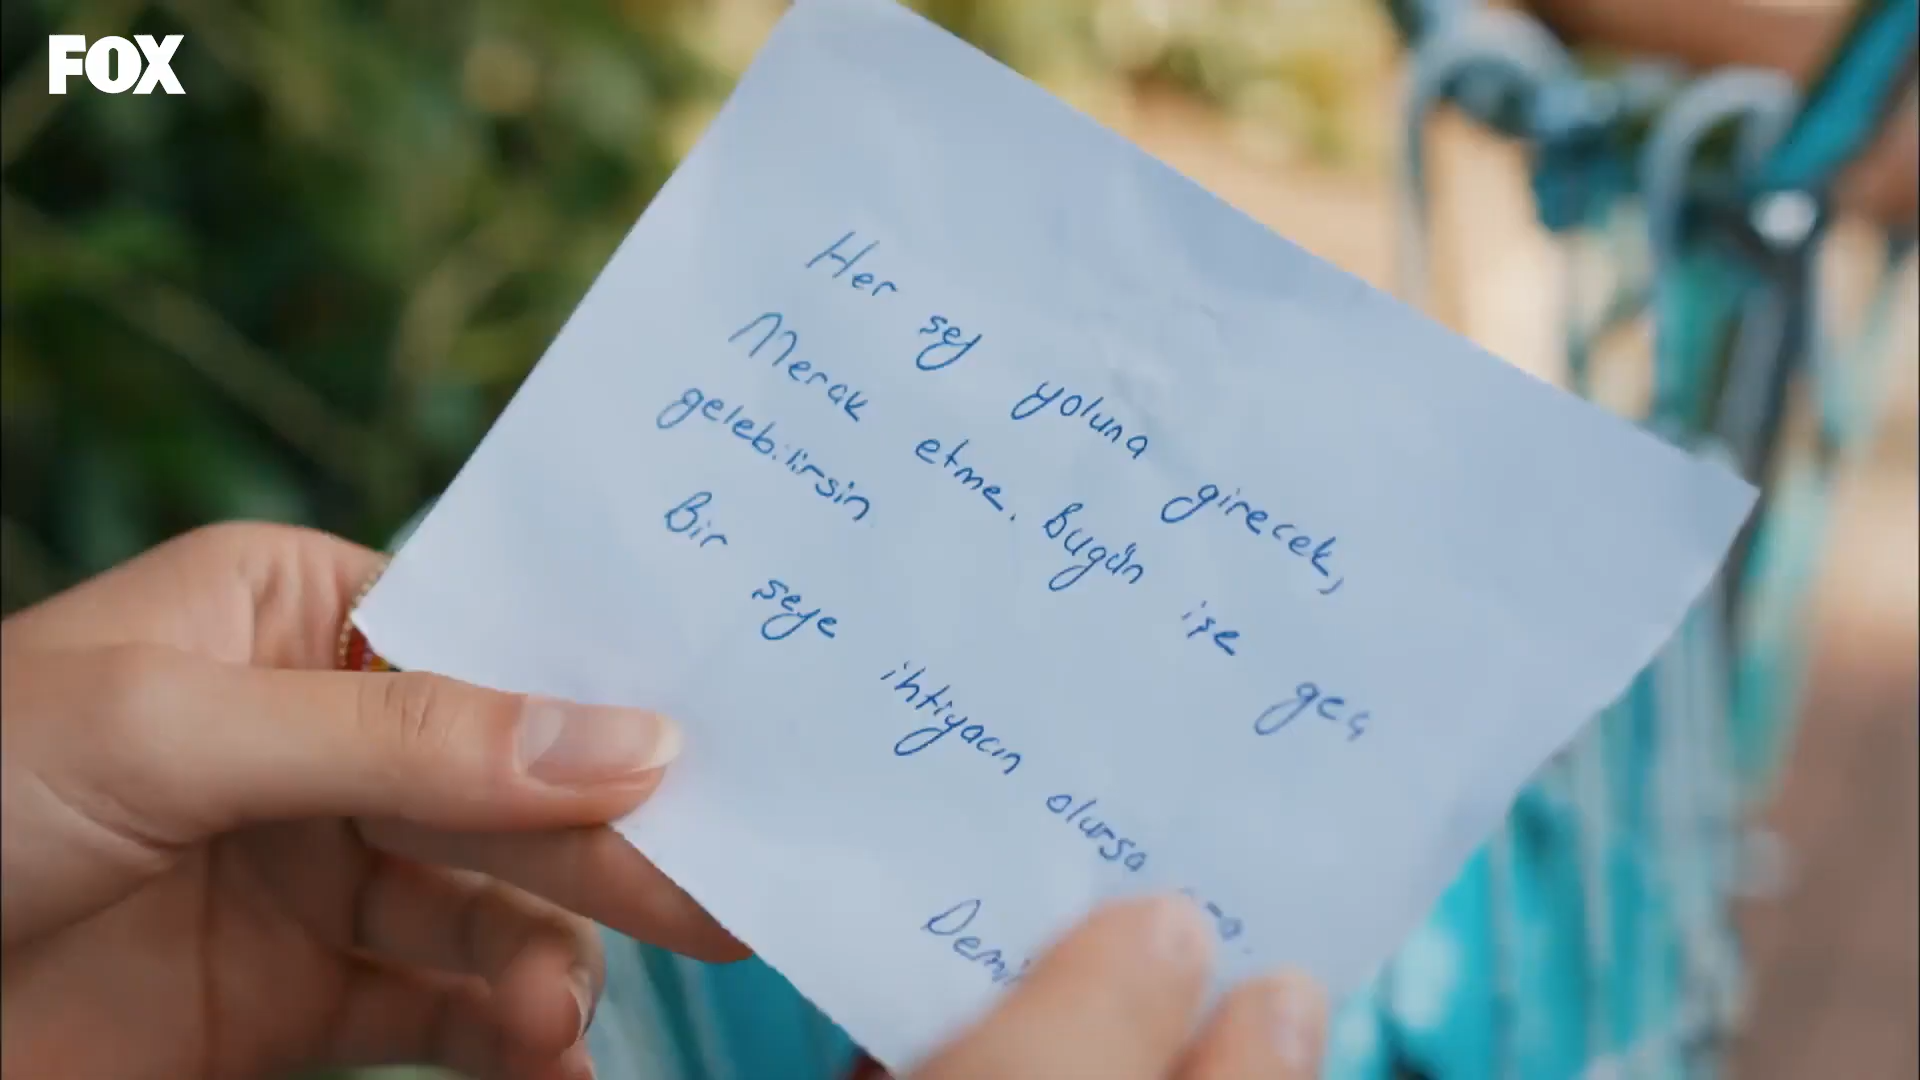 FOX
Her şey yoluna girecek,
Merak etme. Bugün işe geç
gelebilirsin
Bir şeye ihtiyacın olursa